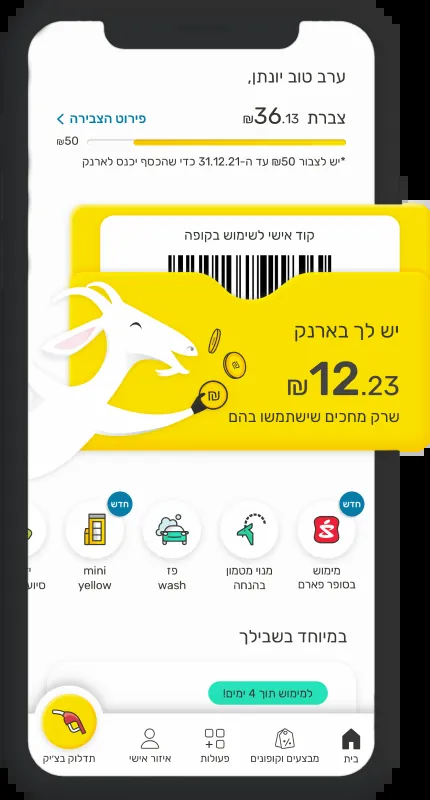 ערב טוב יונתן,
צברת 36.13₪
פירוט הצבירה
₪50
*יש לצבור ₪50 עד ה-31.12.21 כדי שהכסף יכנס לארנק
קוד אישי לשימוש בקופה
יש לך בארנק
12.23₪
שרק מחכים שישתמשו בהם
₪
₪
חדש
חדש
מימוש
בסופר פארם
מנוי מטמון
בהנחה
פז
wash
mini
yellow
במיוחד בשבילך
למימוש תוך 4 ימים!
בית
מבצעים וקופונים
פעולות
איזור אישי
תדלוק בצ'יק